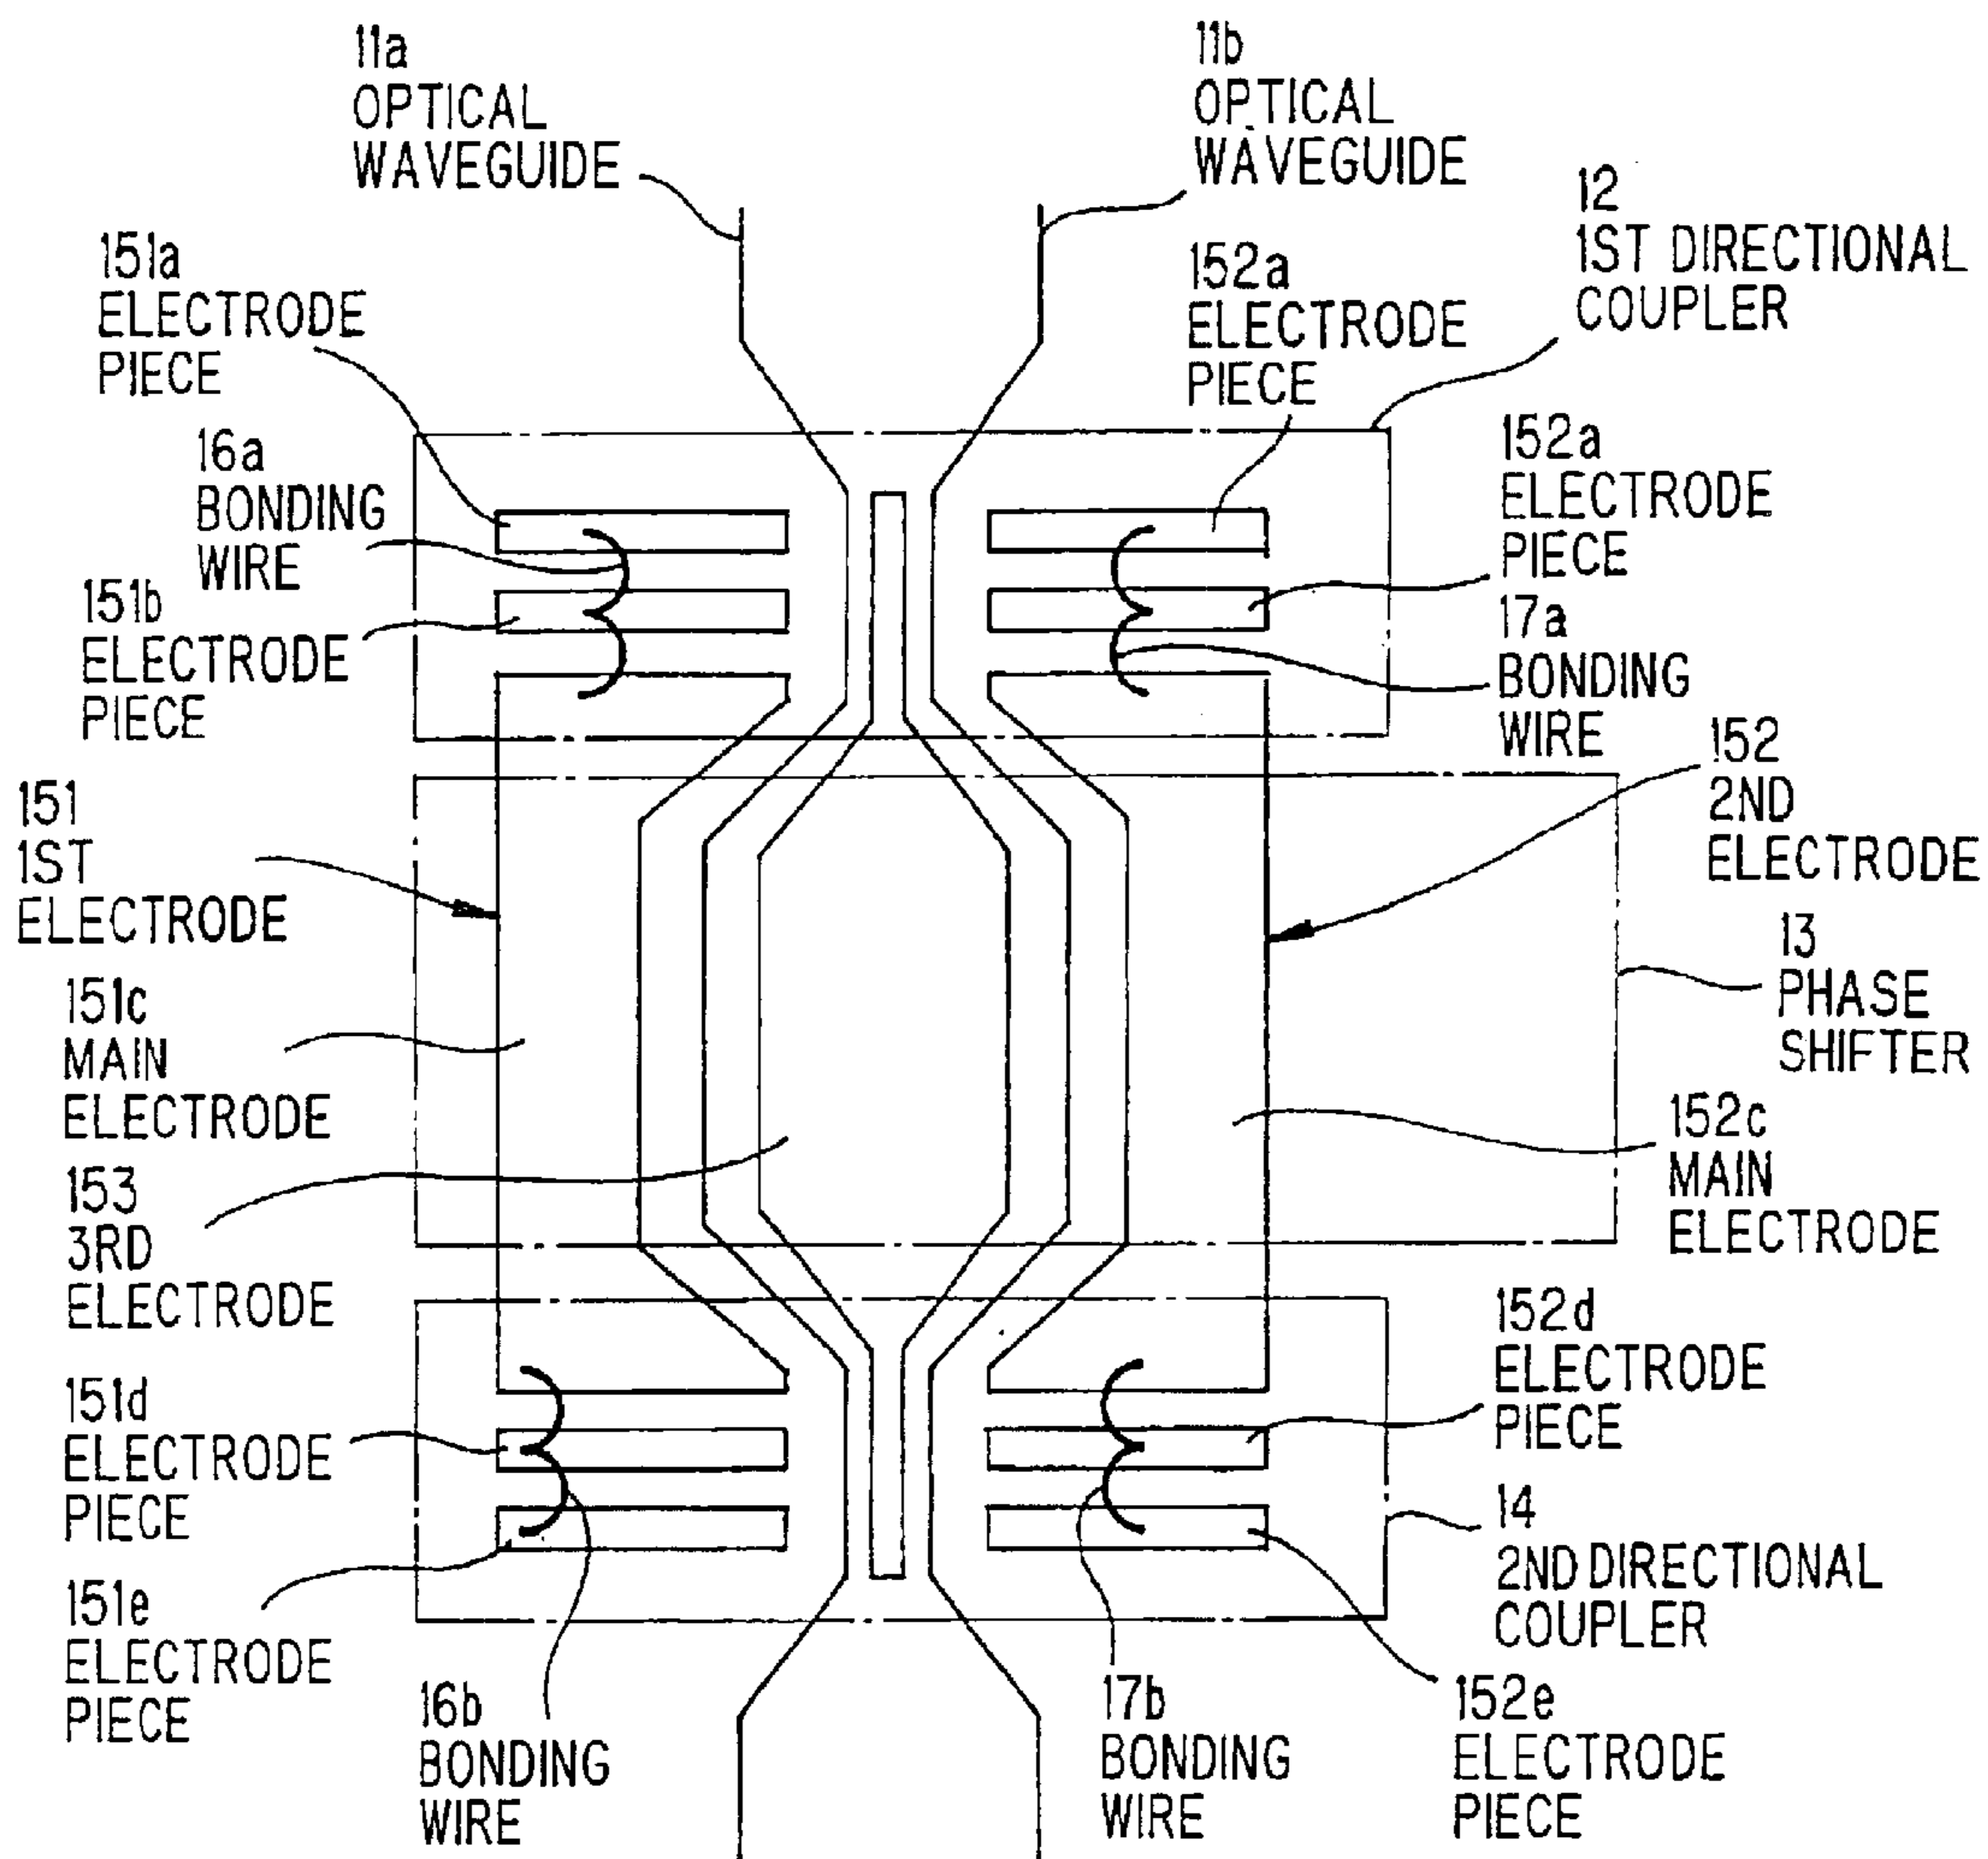 11a
OPTICAL
WAVEGUIDE
11b
OPTICAL
WAVEGUIDE
12
1ST DIRECTIONAL
COUPLER
151a
ELECTRODE
PIECE
152a
ELECTRODE
PIECE
16a
BONDING
WIRE
152a
ELECTRODE
PIECE
151b
ELECTRODE
PIECE
17a
BONDING
WIRE
151
1ST
ELECTRODE
152
2ND
ELECTRODE
13
PHASE
SHIFTER
151c
MAIN
ELECTRODE
152c
MAIN
ELECTRODE
153
3RD
ELECTRODE
152d
ELECTRODE
PIECE
151d
ELECTRODE
PIECE
14
2ND DIRECTIONAL
COUPLER
151e
ELECTRODE
PIECE
16b
BONDING
WIRE
17b
BONDING
WIRE
152e
ELECTRODE
PIECE